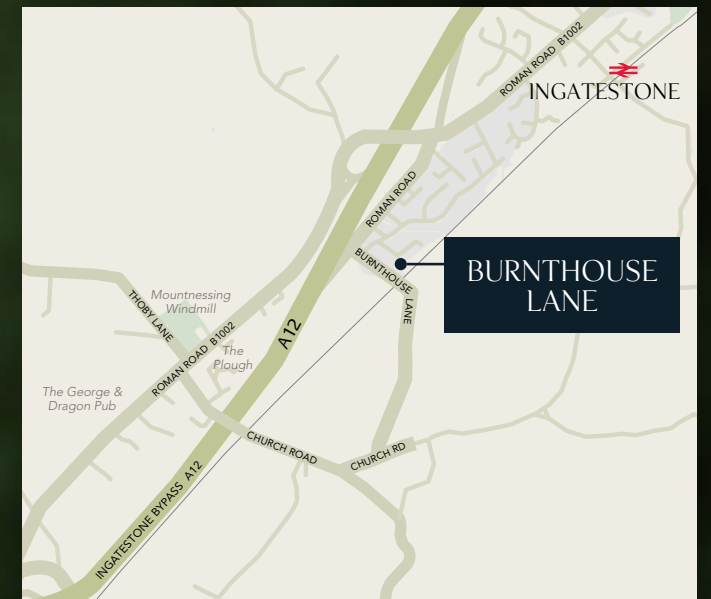 ROMAN ROAD B1002
INGATESTONE
ROMAN ROAD
BURNTHOUSE
LANE
BURNTHOUSE
LANE
Mountnessing
Windmill
THOBY LANE
A12
ROMAN ROAD B1002
The
Plough
The George &
Dragon Pub
CHURCH ROAD
CHURCH RD
INGATESTONE BYPASS A12